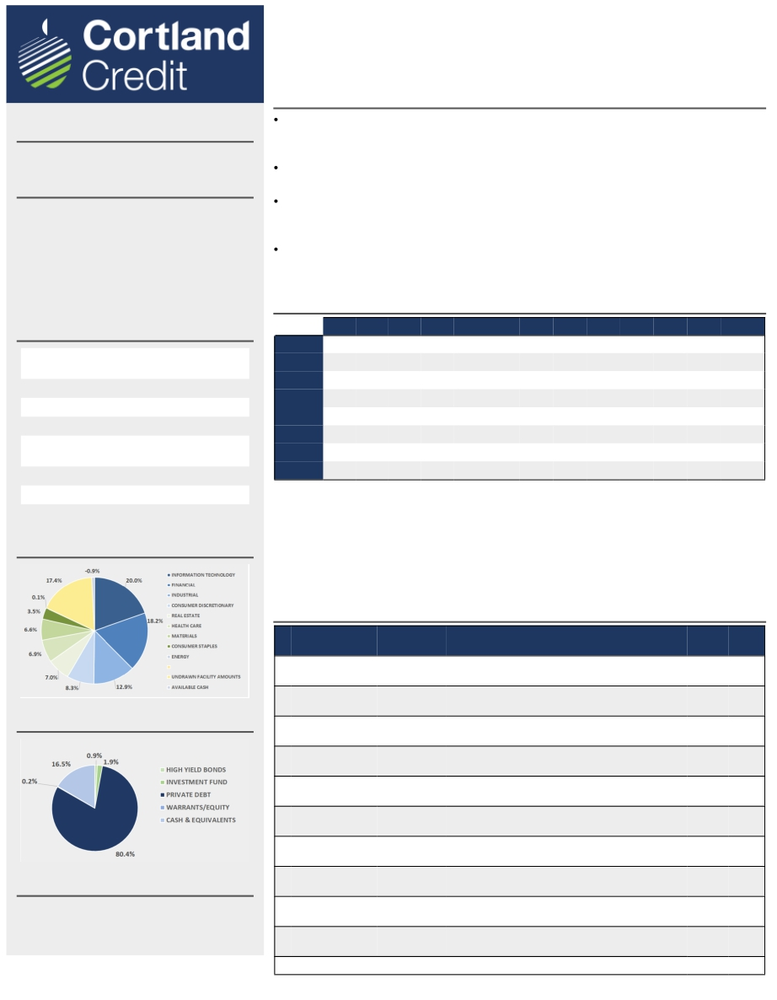 Cortland
Credit
•
•
•
•
-0.9%
17.4%
20.0%
0.1%
3.5%
18.2%
6.6%
6.9%
7.0%
8.3%
12.9%
INFORMATION TECHNOLOGY
FINANCIAL
INDUSTRIAL
CONSUMER DISCRETIONARY
REAL ESTATE
HEALTH CARE
MATERIALS
CONSUMER STAPLES
ENERGY
UNDRAWN FACILITY AMOUNTS
AVAILABLE CASH
0.9%
16.5%
1.9%
0.2%
80.4%
HIGH YIELD BONDS
INVESTMENT FUND
PRIVATE DEBT
WARRANTS/EQUITY
CASH & EQUIVALENTS